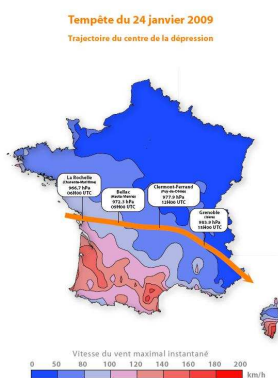 Tempête du 24 janvier 2009
Trajectoire du centre de la dépression
La Rochelle
(Charente-Maritime)
966.7 hPa
06H00 UTC
Bellac
(Haute-Vienne)
972.3 hPa
09H00 UTC
Clermont-Ferrand
(Puy-de-Dôme)
977.9 hPa
12H00 UTC
Grenoble
(Isère)
985.9 hPa
15H00 UTC
Vitesse du vent maximal instantané
0 50 80 100 120 140 160 180 200
km/h